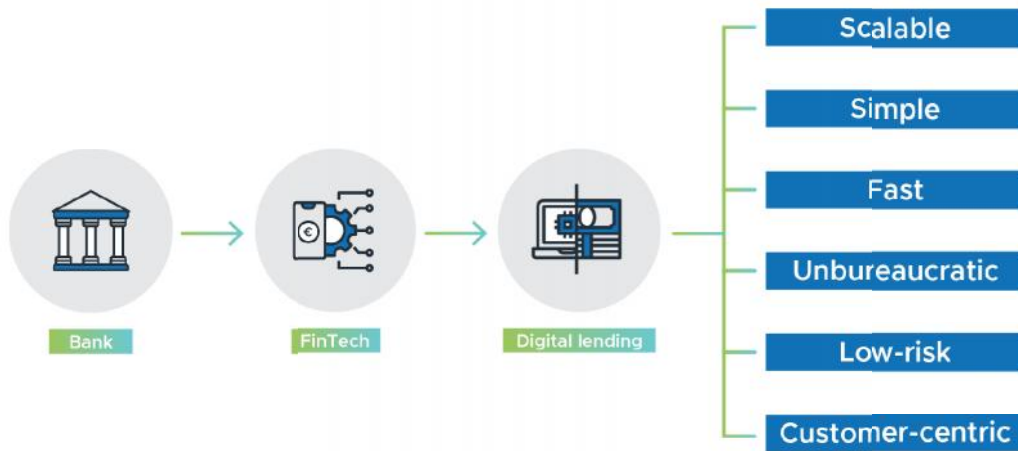 Scalable
Simple
Fast
€
Bank
FinTech
Digital lending
Unbureaucratic
Low-risk
Customer-centric